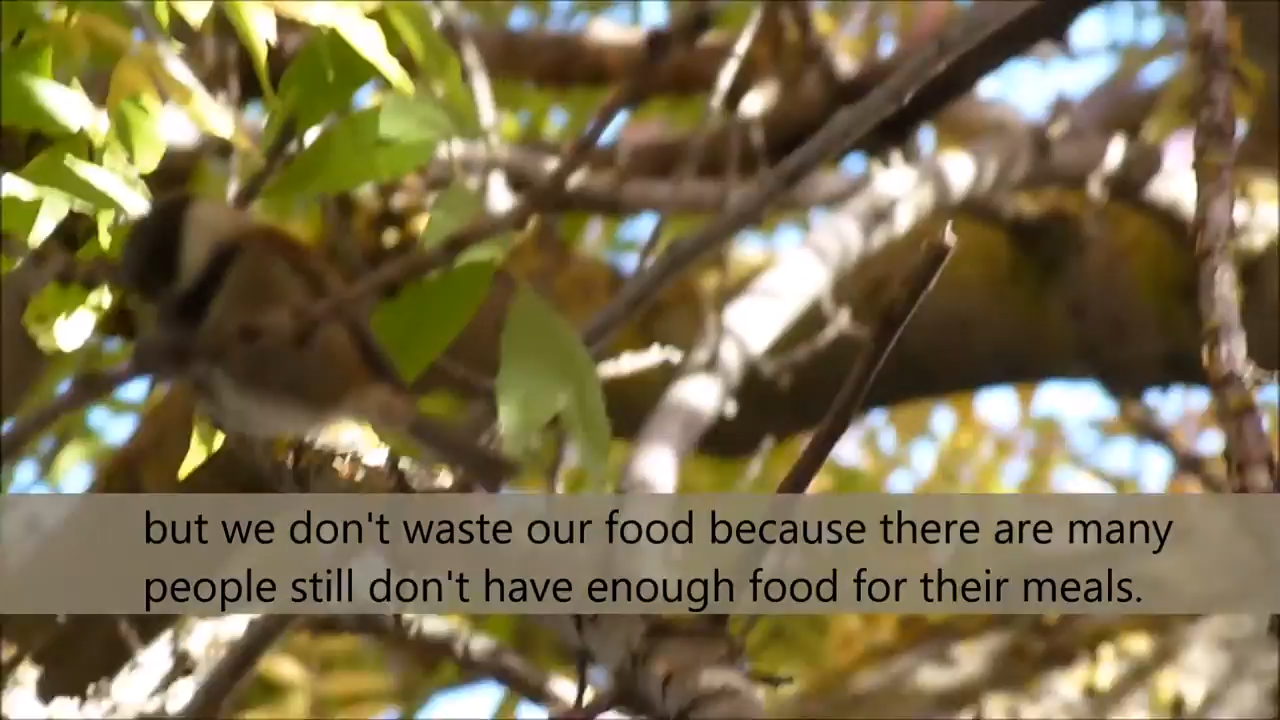 but we don't waste our food because there are many
people still don't have enough food for their meals.